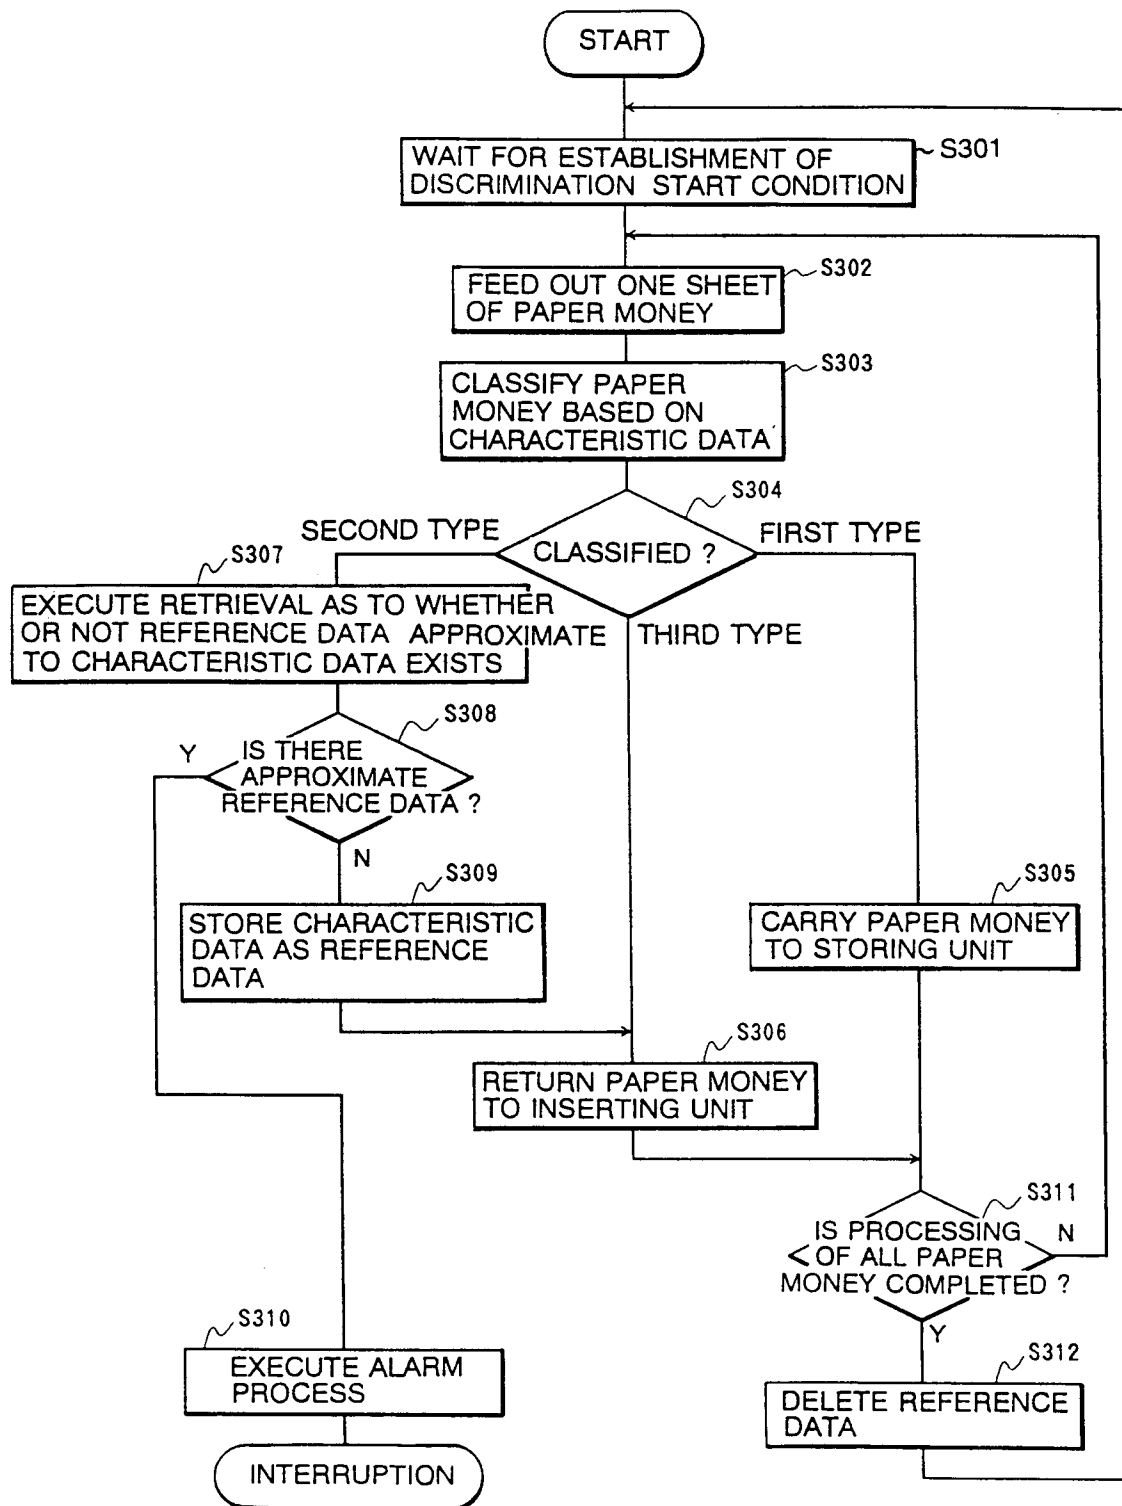 START
WAIT FOR ESTABLISHMENT OF
DISCRIMINATION START CONDITION
S301
FEED OUT ONE SHEET
OF PAPER MONEY
S302
CLASSIFY PAPER
MONEY BASED ON
CHARACTERISTIC DATA
S303
S304
SECOND TYPE
CLASSIFIED ?
FIRST TYPE
THIRD TYPE
S307
EXECUTE RETRIEVAL AS TO WHETHER
OR NOT REFERENCE DATA APPROXIMATE
TO CHARACTERISTIC DATA EXISTS
S308
Y
IS THERE
APPROXIMATE
REFERENCE DATA ?
N
S309
STORE CHARACTERISTIC
DATA AS REFERENCE
DATA
S305
CARRY PAPER MONEY
TO STORING UNIT
S306
RETURN PAPER MONEY
TO INSERTING UNIT
S311
IS PROCESSING
OF ALL PAPER
MONEY COMPLETED ?
N
Y
S310
EXECUTE ALARM
PROCESS
INTERRUPTION
S312
DELETE REFERENCE
DATA